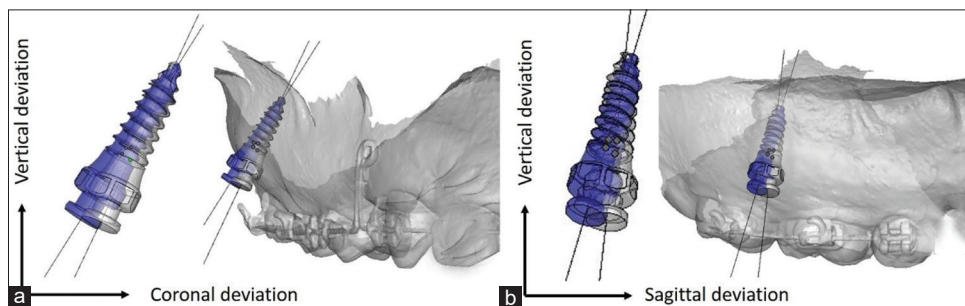 Vertical deviation
a
Coronal deviation
Vertical deviation
b
Sagittal deviation